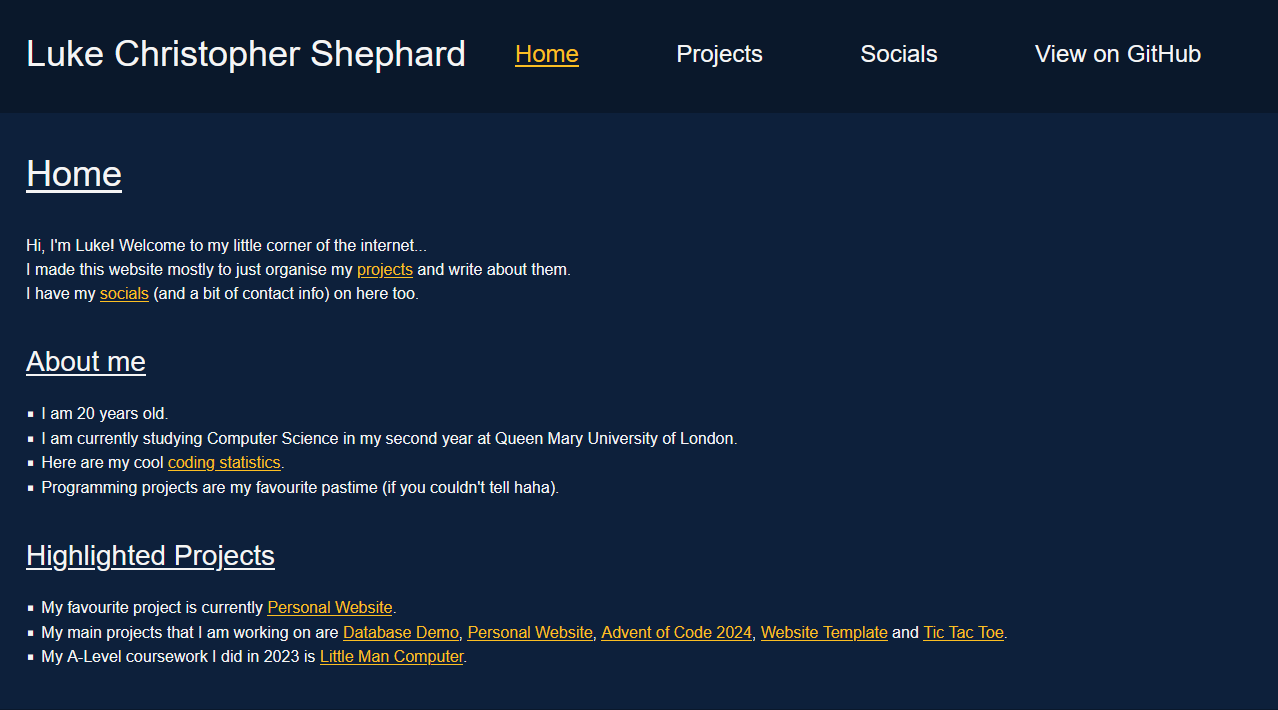 Luke Christopher Shephard Home Projects Socials View on GitHub
Home
Hi, I'm Luke! Welcome to my little corner of the internet...
I made this website mostly to just organise my projects and write about them.
I have my socials (and a bit of contact info) on here too.
About me
▪ I am 20 years old.
▪ I am currently studying Computer Science in my second year at Queen Mary University of London.
▪ Here are my cool coding statistics.
▪ Programming projects are my favourite pastime (if you couldn't tell haha).
Highlighted Projects
▪ My favourite project is currently Personal Website.
▪ My main projects that I am working on are Database Demo, Personal Website, Advent of Code 2024, Website Template and Tic Tac Toe.
▪ My A-Level coursework I did in 2023 is Little Man Computer.